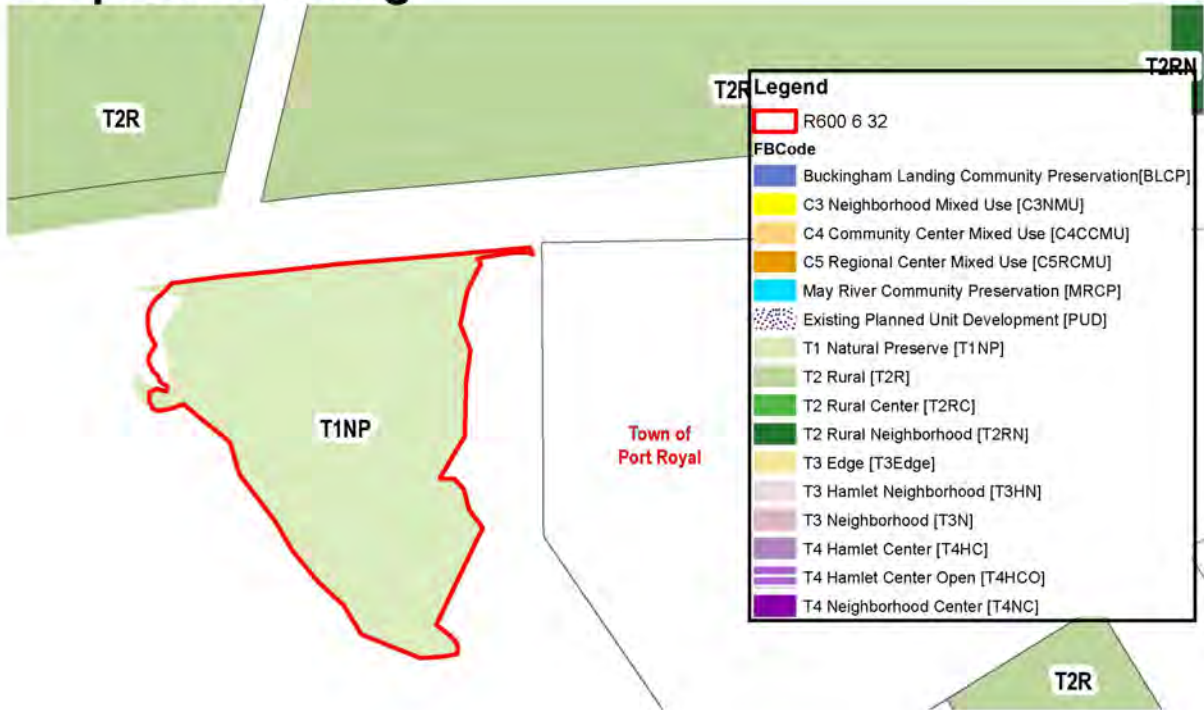 T2R
T2R
T2RN
T1NP
Town of
Port Royal
T2R
Legend
R600 6 32
FBCode
Buckingham Landing Community Preservation[BLCP]
C3 Neighborhood Mixed Use [C3NMU]
C4 Community Center Mixed Use [C4CCMU]
C5 Regional Center Mixed Use [C5RCMU]
May River Community Preservation [MRCP]
Existing Planned Unit Development [PUD]
T1 Natural Preserve [T1NP]
T2 Rural [T2R]
T2 Rural Center [T2RC]
T2 Rural Neighborhood [T2RN]
T3 Edge [T3Edge]
T3 Hamlet Neighborhood [T3HN]
T3 Neighborhood [T3N]
T4 Hamlet Center [T4HC]
T4 Hamlet Center Open [T4HCO]
T4 Neighborhood Center [T4NC]